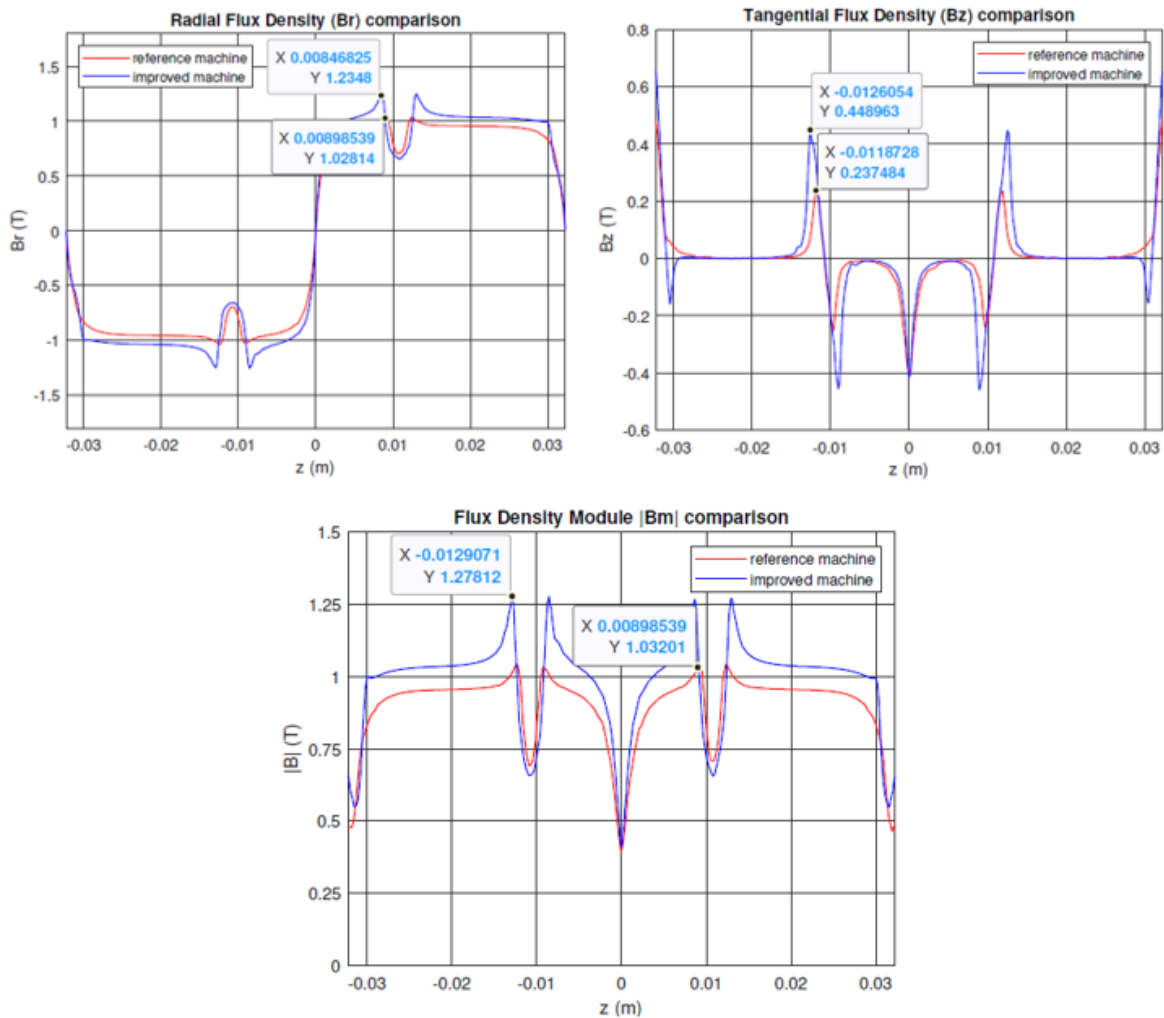 Radial Flux Density (Br) comparison
reference machine
improved machine
X 0.00846825
Y 1.2348
X 0.00898539
Y 1.02814
1.5
1
0.5
0
-0.5
-1
-1.5
Br (T)
-0.03 -0.02 -0.01 0 0.01 0.02 0.03
z (m)
Tangential Flux Density (Bz) comparison
reference machine
improved machine
X -0.0126054
Y 0.448963
X -0.0118728
Y 0.237484
0.8
0.6
0.4
0.2
0
-0.2
-0.4
-0.6
Bz (T)
-0.03 -0.02 -0.01 0 0.01 0.02 0.03
z (m)
Flux Density Module |Bm| comparison
reference machine
improved machine
X -0.0129071
Y 1.27812
X 0.00898539
Y 1.03201
1.5
1.25
1
0.75
0.5
0.25
0
|B| (T)
-0.03 -0.02 -0.01 0 0.01 0.02 0.03
z (m)